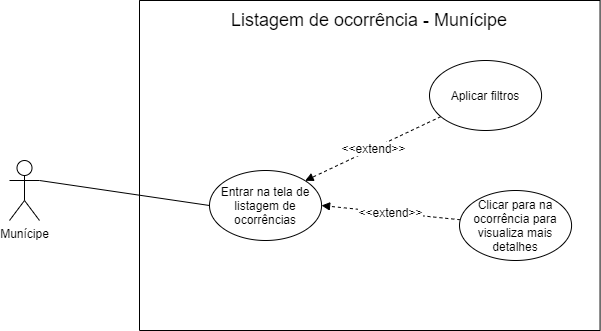 Listagem de ocorrência - Munícipe
Aplicar filtros
<<extend>>
Entrar na tela de
listagem de
ocorrências
<<extend>>
Clicar para na
ocorrência para
visualiza mais
detalhes
Munícipe